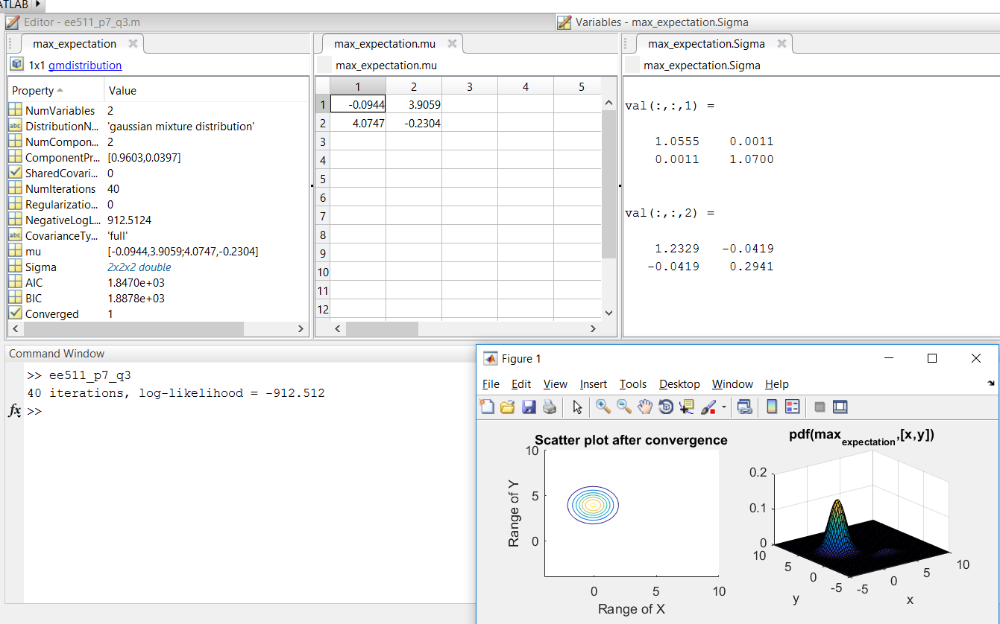 ATLAB
Editor - ee511_p7_q3.m
Variables - max_expectation.Sigma
max_expectation
1x1 gmdistribution
Property Value
NumVariables 2
DistributionN... 'gaussian mixture distribution'
NumCompon... 2
ComponentPr... [0.9603,0.0397]
SharedCovari... 0
NumIterations 40
Regularizatio... 0
NegativeLogL... 912.5124
CovarianceTy... 'full'
mu [-0.0944,3.9059;4.0747,-0.2304]
Sigma 2x2x2 double
AIC 1.8470e+03
BIC 1.8878e+03
Converged 1
max_expectation.mu
max_expectation.mu
1 2 3 4 5
1 -0.0944 3.9059
2 4.0747 -0.2304
3
4
5
6
7
8
9
10
11
12
max_expectation.Sigma
max_expectation.Sigma
val(:,:,1) =
1.0555 0.0011
0.0011 1.0700
val(:,:,2) =
1.2329 -0.0419
-0.0419 0.2941
Command Window
>> ee511_p7_q3
40 iterations, log-likelihood = -912.512
fx >>
Figure 1
File Edit View Insert Tools Desktop Window Help
Scatter plot after convergence
10
5
0
Range of Y
0 5 10
Range of X
pdf(max_expectation,[x,y])
0.2
0.1
0
10 5 0 -5
y
-5 0 5 10
x